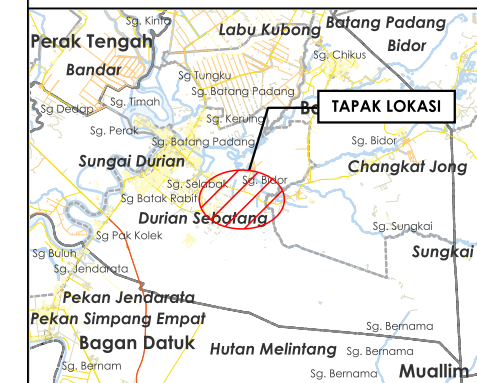 Sg. Kinta
Labu Kubong
Batang Padang
Perak Tengah
Bidor
Sg. Chikus
Bandar
Sg Tungku
Sg. Batang Padang
Sg Dedap
Sg. Timah
TAPAK LOKASI
Sg. Keruing
Sg. Perak
Sg. Batang Padang
Sg. Bidor
Sungai Durian
Changkat Jong
Sg. Selabak
Sg. Bidor
Sg Batak Rabit
Durian Sebatang
Sg. Sungkai
Sg Pak Kolek
Sungkai
Sg Buluh
Sg. Jendarata
Pekan Jendarata
Pekan Simpang Empat
Sg. Bernama
Bagan Datuk
Hutan Melintang
Sg. Bernama
Sg. Bernam
Sg. Bernama
Muallim